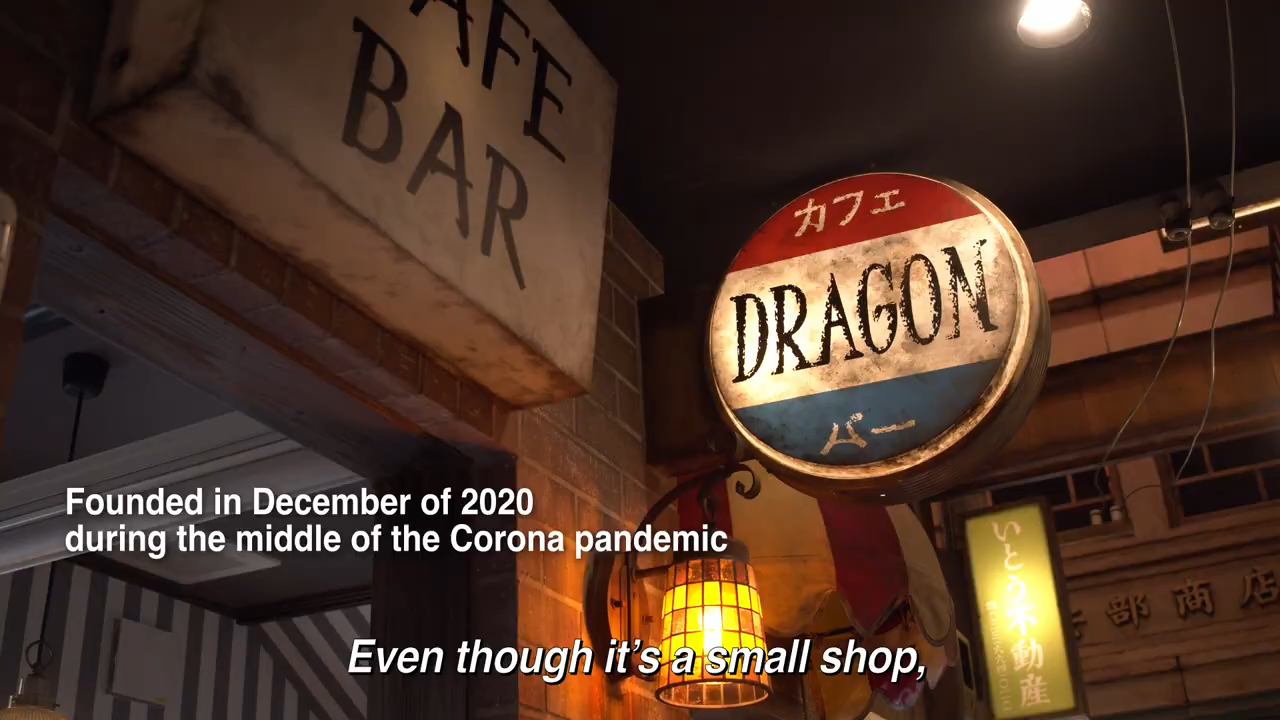 AFE
BAR
カフェ
DRAGON
バー
Founded in December of 2020
during the middle of the Corona pandemic
いとう不動産
部商店
Even though it's a small shop,